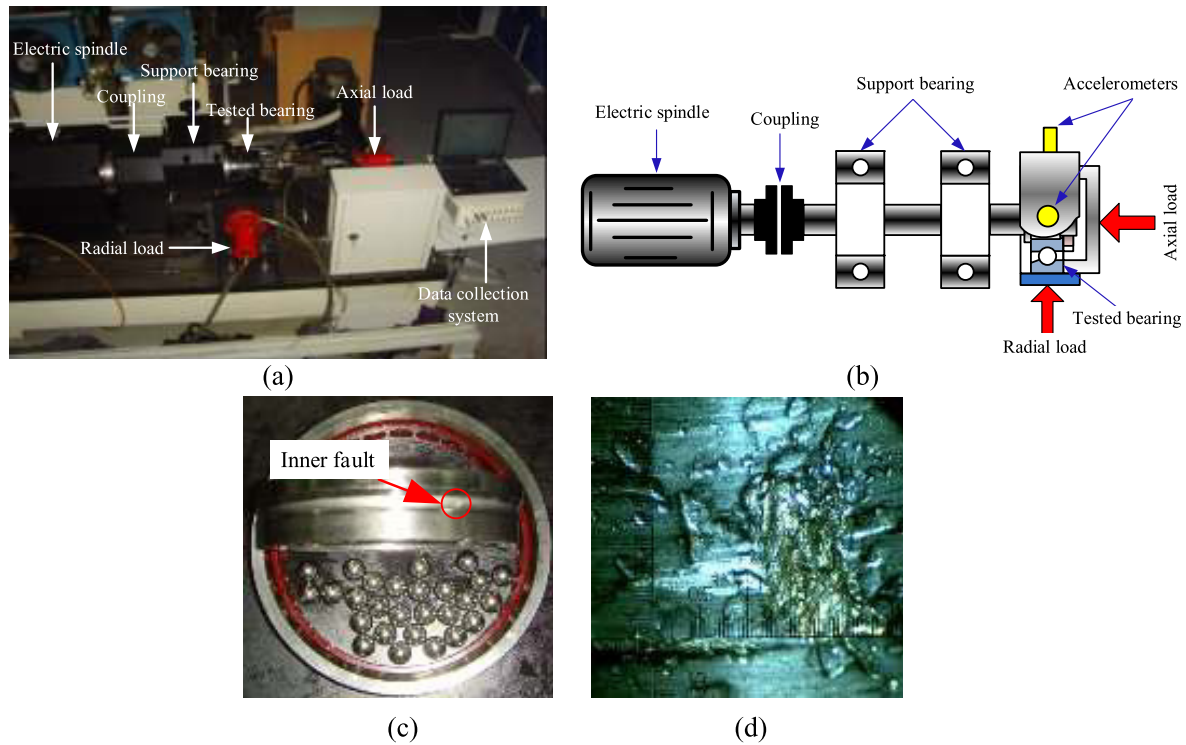 Electric spindle
Support bearing
Coupling
Tested bearing
Axial load
Radial load
Data collection
system
(a)
Electric spindle
Coupling
Support bearing
Accelerometers
Axial load
Tested bearing
Radial load
(b)
Inner fault
(c)
(d)